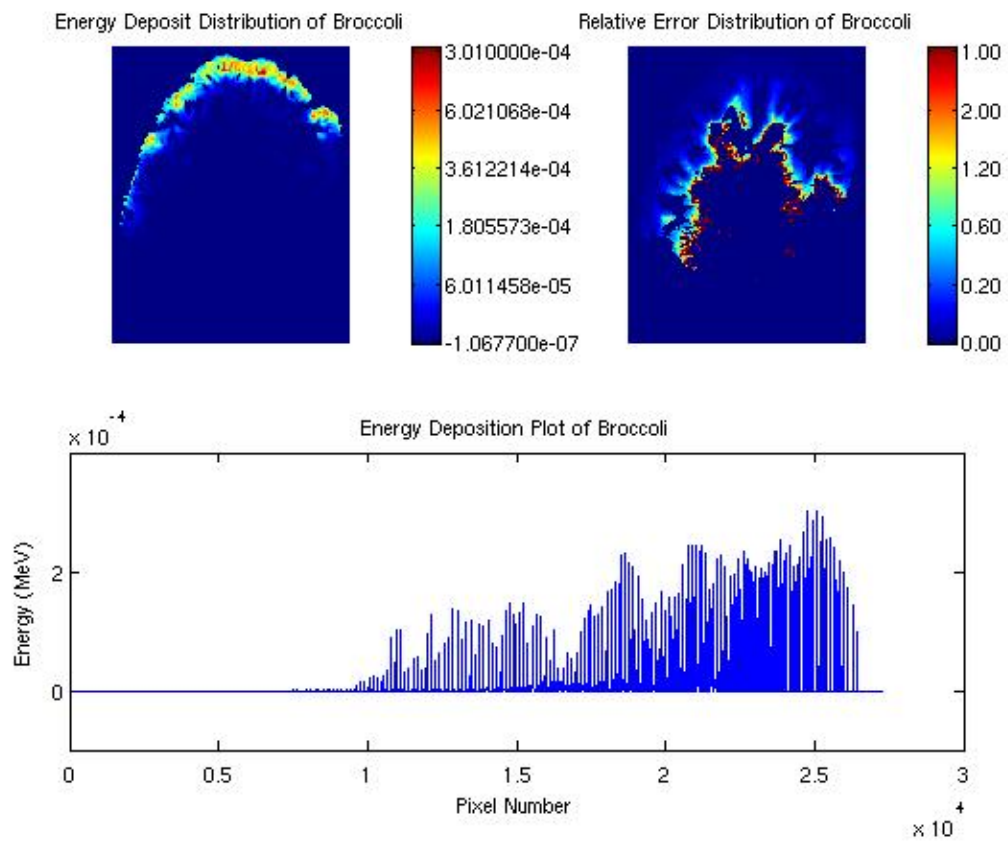 Energy Deposit Distribution of Broccoli
3.010000e-04
6.021068e-04
3.612214e-04
1.805573e-04
6.011458e-05
-1.067700e-07
Relative Error Distribution of Broccoli
1.00
2.00
1.20
0.60
0.20
0.00
Energy Deposition Plot of Broccoli
x 10
-4
Energy (MeV)
2
0
0
0.5
1
1.5
2
2.5
3
Pixel Number
x 10
4